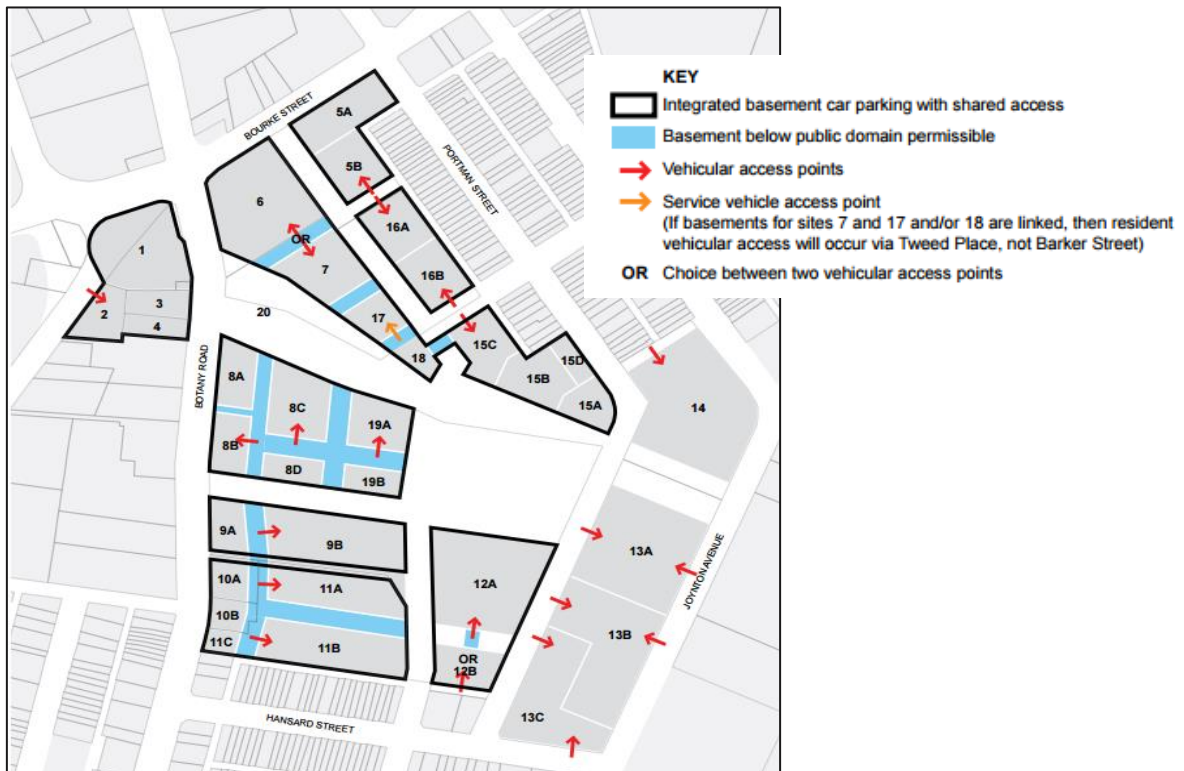 KEY
Integrated basement car parking with shared access
Basement below public domain permissible
Vehicular access points
Service vehicle access point
(If basements for sites 7 and 17 and/or 18 are linked, then resident
vehicular access will occur via Tweed Place, not Barker Street)
OR Choice between two vehicular access points
BOURKE STREET
5A
PORTMAN STREET
5B
6
16A
OR
1
7
16B
3
2
4
20
17
15C
18
15D
15B
15A
BOTANY ROAD
8A
8C
19A
14
8B
8D
19B
9A
9B
13A
JOYNTON AVENUE
10A
11A
12A
10B
13B
11C
11B
OR
12B
13C
HANSARD STREET